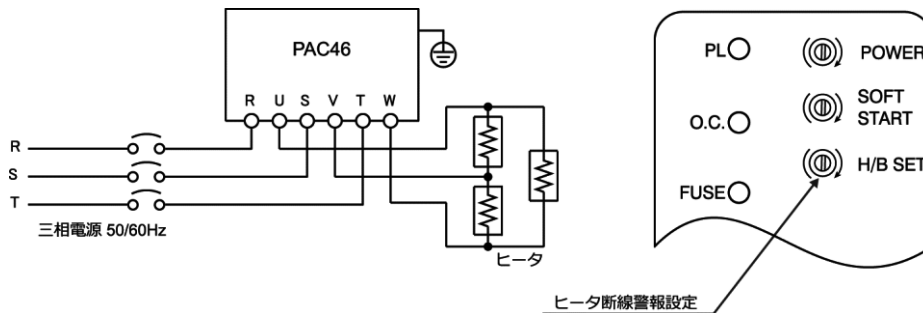 PAC46
R U S V T W
R
S
T
三相電源 50/60Hz
ヒータ
PL
POWER
O.C.
SOFT
START
FUSE
H/B SET
ヒータ断線警報設定